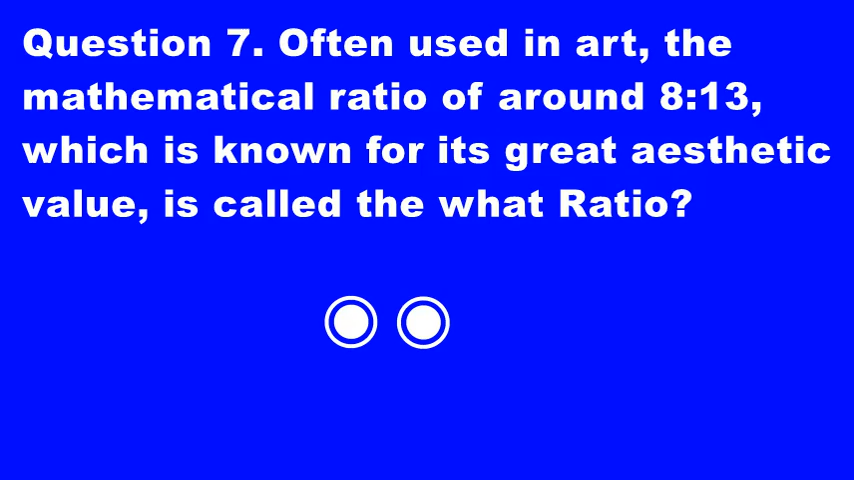 Question 7. Often used in art, the
mathematical ratio of around 8:13,
which is known for its great aesthetic
value, is called the what Ratio?